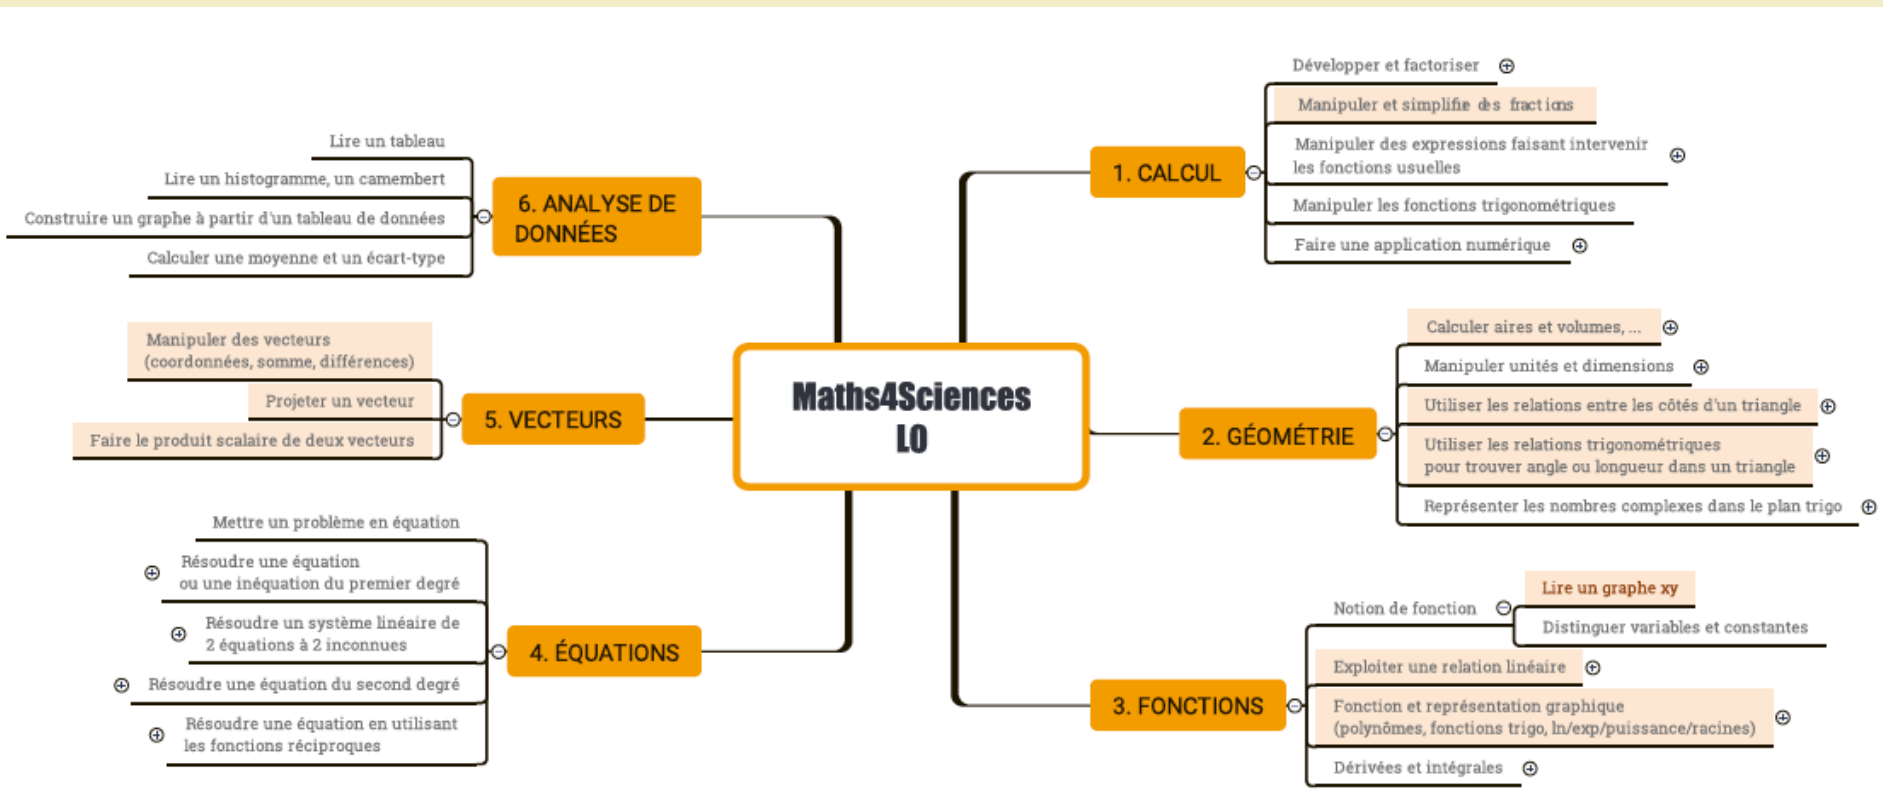 Maths4Sciences
LO
1. CALCUL
Développer et factoriser
Manipuler et simplifie des fractions
Manipuler des expressions faisant intervenir
les fonctions usuelles
Manipuler les fonctions trigonométriques
Faire une application numérique
2. GÉOMÉTRIE
Calculer aires et volumes, ...
Manipuler unités et dimensions
Utiliser les relations entre les côtés d'un triangle
Utiliser les relations trigonométriques
pour trouver angle ou longueur dans un triangle
Représenter les nombres complexes dans le plan trigo
3. FONCTIONS
Notion de fonction
Lire un graphe xy
Distinguer variables et constantes
Exploiter une relation linéaire
Fonction et représentation graphique
(polynômes, fonctions trigo, ln/exp/puissance/racines)
Dérivées et intégrales
4. ÉQUATIONS
Mettre un problème en équation
Résoudre une équation
ou une inéquation du premier degré
Résoudre un système linéaire de
2 équations à 2 inconnues
Résoudre une équation du second degré
Résoudre une équation en utilisant
les fonctions réciproques
5. VECTEURS
Manipuler des vecteurs
(coordonnées, somme, différences)
Projeter un vecteur
Faire le produit scalaire de deux vecteurs
6. ANALYSE DE
DONNÉES
Lire un tableau
Lire un histogramme, un camembert
Construire un graphe à partir d'un tableau de données
Calculer une moyenne et un écart-type